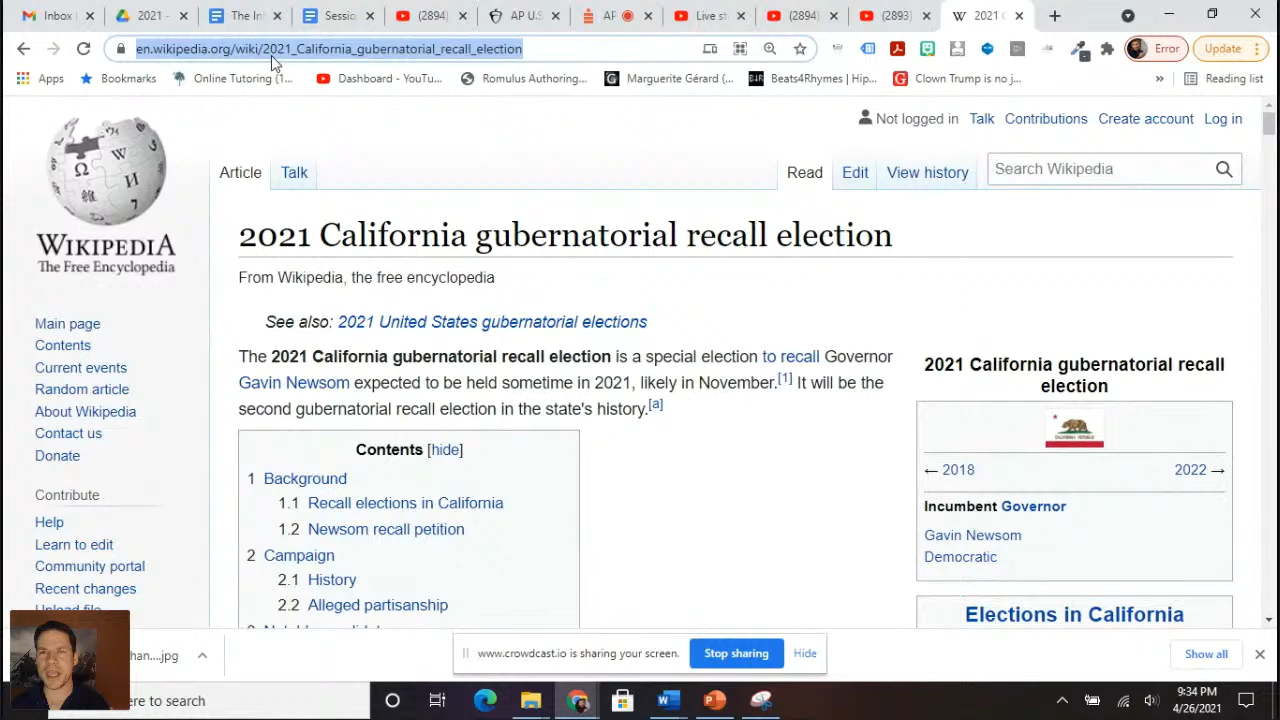 Inbox
2021 -
The In
Sessio
(2894)
AP U.S
AP
Live st
(2894)
(2893)
W 2021 C
en.wikipedia.org/wiki/2021_California_gubernatorial_recall_election
Error
Update
Apps
Bookmarks
Online Tutoring (1...
Dashboard - YouTu...
Romulus Authoring...
Marguerite Gérard (...
Beats4Rhymes | Hip...
Clown Trump is no j...
»
Reading list
Not logged in Talk Contributions Create account Log in
Article Talk Read Edit View history Search Wikipedia
WIKIPEDIA
The Free Encyclopedia
2021 California gubernatorial recall election
From Wikipedia, the free encyclopedia
See also: 2021 United States gubernatorial elections
The 2021 California gubernatorial recall election is a special election to recall Governor
Gavin Newsom expected to be held sometime in 2021, likely in November.[1] It will be the
second gubernatorial recall election in the state's history.[a]
Contents [hide]
1 Background
1.1 Recall elections in California
1.2 Newsom recall petition
2 Campaign
2.1 History
2.2 Alleged partisanship
2021 California gubernatorial recall
election
CALIFORNIA REPUBLIC
← 2018 2022 →
Incumbent Governor
Gavin Newsom
Democratic
Elections in California
Main page
Contents
Current events
Random article
About Wikipedia
Contact us
Donate
Contribute
Help
Learn to edit
Community portal
Recent changes
Upload file
han....jpg
www.crowdcast.io is sharing your screen.
Stop sharing
Hide
Show all
ere to search
9:34 PM
4/26/2021